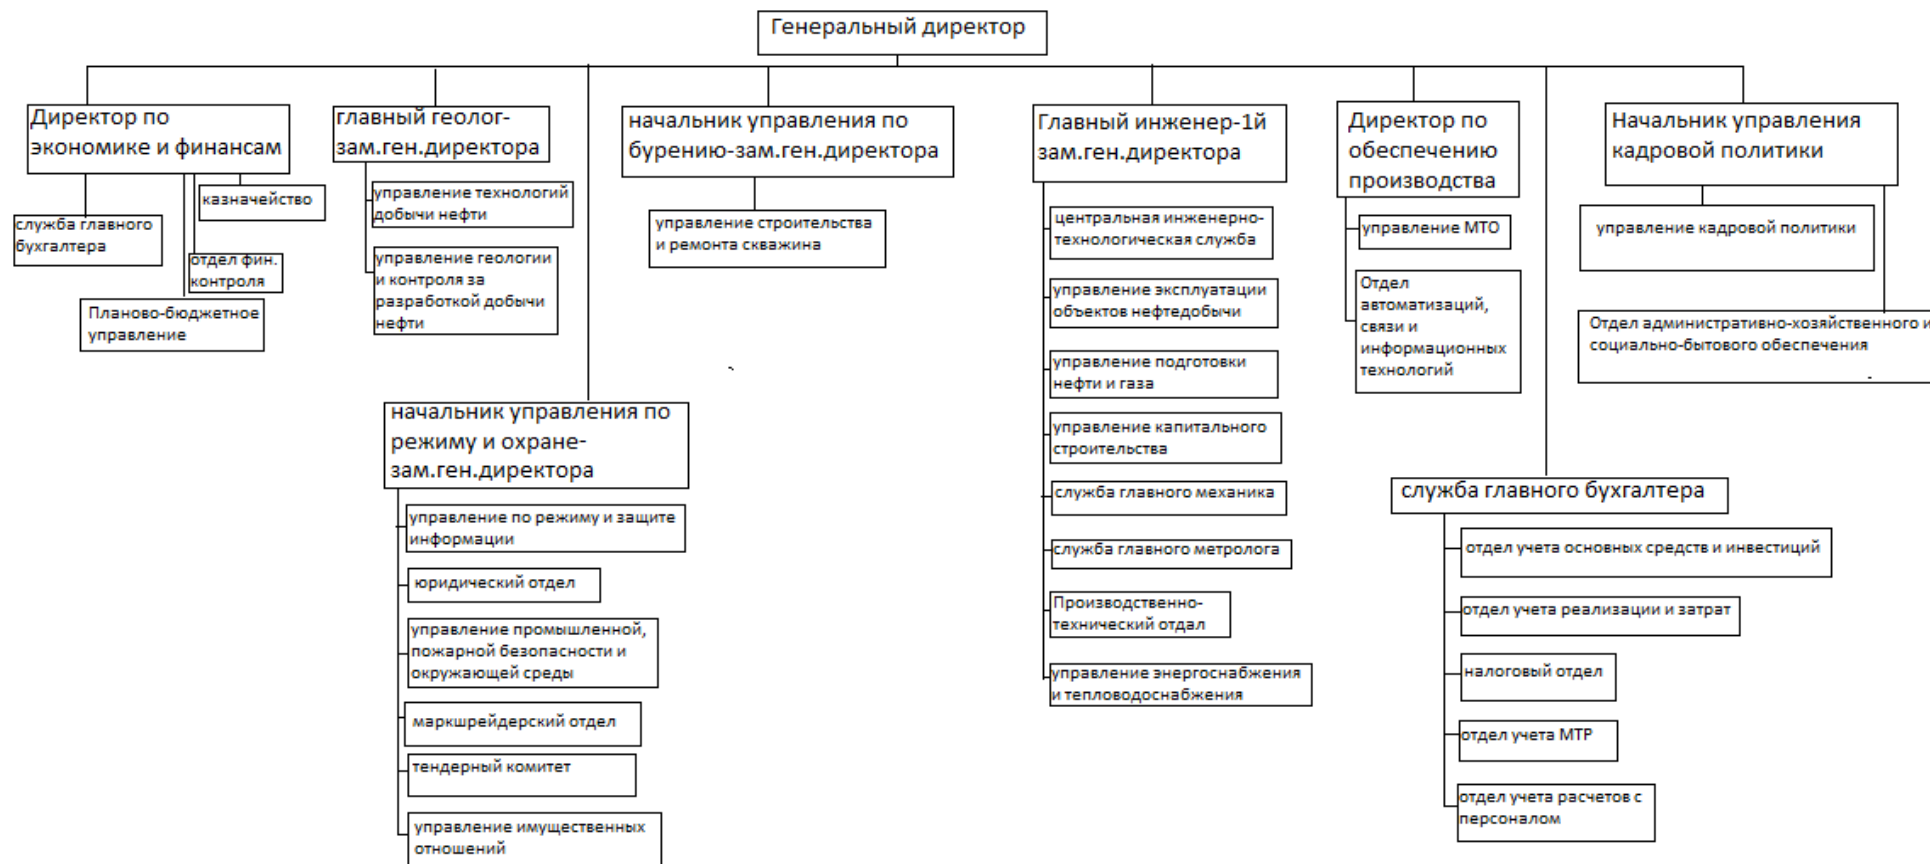 Генеральный директор
Директор по
экономике и финансам
служба главного
бухгалтера
казначейство
отдел фин.
контроля
Планово-бюджетное
управление
главный геолог-
зам.ген.директора
управление технологий
добычи нефти
управление геологии
и контроля за
разработкой добычи
нефти
начальник управления по
режиму и охране-
зам.ген.директора
управление по режиму и защите
информации
юридический отдел
управление промышленной,
пожарной безопасности и
окружающей среды
маркшрейдерский отдел
тендерный комитет
управление имущественных
отношений
начальник управления по
бурению-зам.ген.директора
управление строительства
и ремонта скважина
Главный инженер-1й
зам.ген.директора
центральная инженерно-
технологическая служба
управление эксплуатации
объектов нефтедобычи
управление подготовки
нефти и газа
управление капитального
строительства
служба главного механика
служба главного метролога
Производственно-
технический отдал
управление энергоснабжения
и тепловодоснабжения
Директор по
обеспечению
производства
управление МТО
Отдел
автоматизаций,
связи и
информационных
технологий
служба главного бухгалтера
отдел учета основных средств и инвестиций
отдел учета реализации и затрат
налоговый отдел
отдел учета МТР
отдел учета расчетов с
персоналом
Начальник управления
кадровой политики
управление кадровой политики
Отдел административно-хозяйственного и
социально-бытового обеспечения